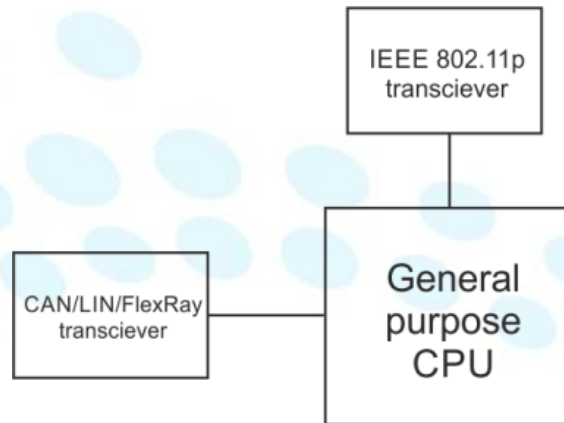 IEEE 802.11p
transciever
CAN/LIN/FlexRay
transciever
General
purpose
CPU